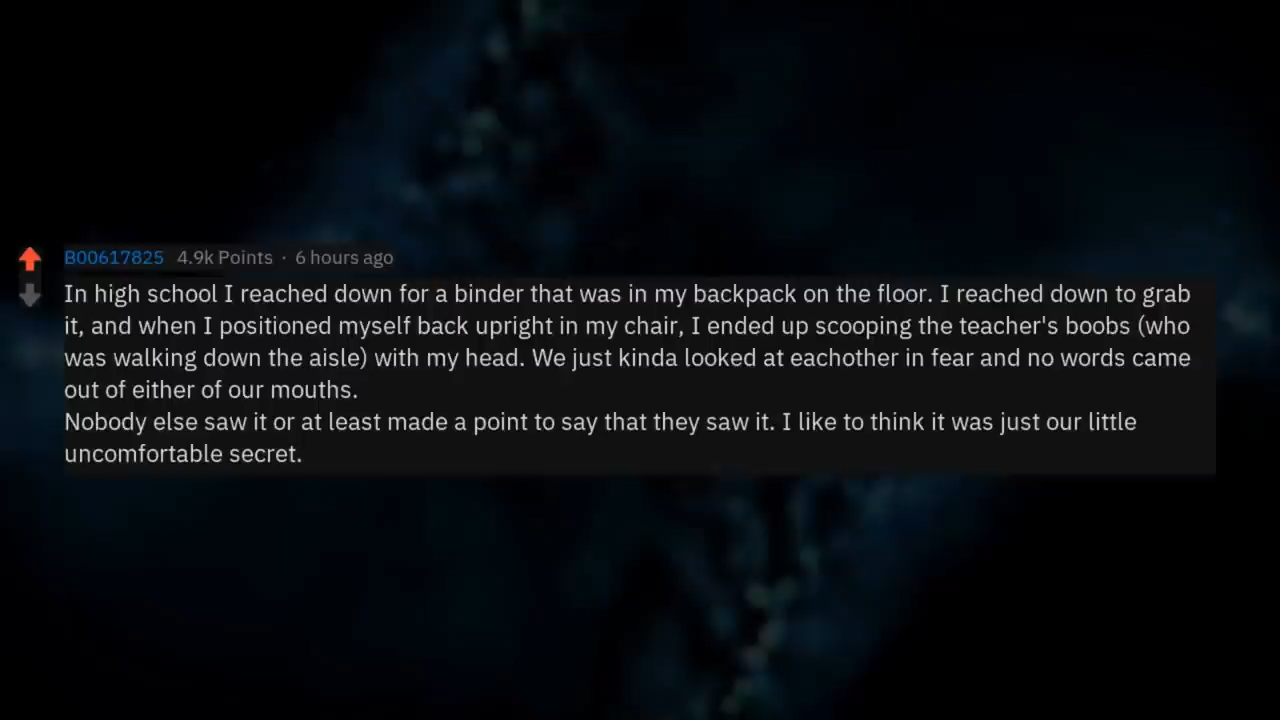 B00617825 4.9k Points · 6 hours ago
In high school I reached down for a binder that was in my backpack on the floor. I reached down to grab
it, and when I positioned myself back upright in my chair, I ended up scooping the teacher's boobs (who
was walking down the aisle) with my head. We just kinda looked at eachother in fear and no words came
out of either of our mouths.
Nobody else saw it or at least made a point to say that they saw it. I like to think it was just our little
uncomfortable secret.